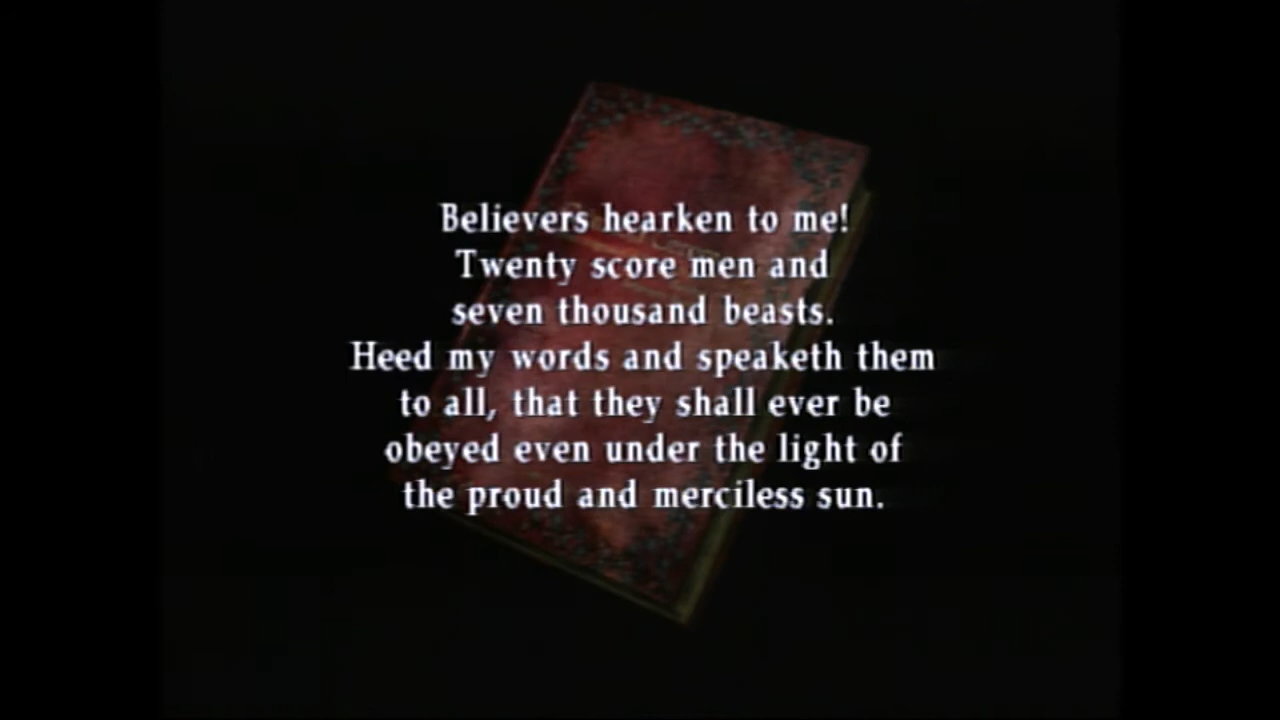 Believers hearken to me!
Twenty score men and
seven thousand beasts.
Heed my words and speaketh them
to all, that they shall ever be
obeyed even under the light of
the proud and merciless sun.